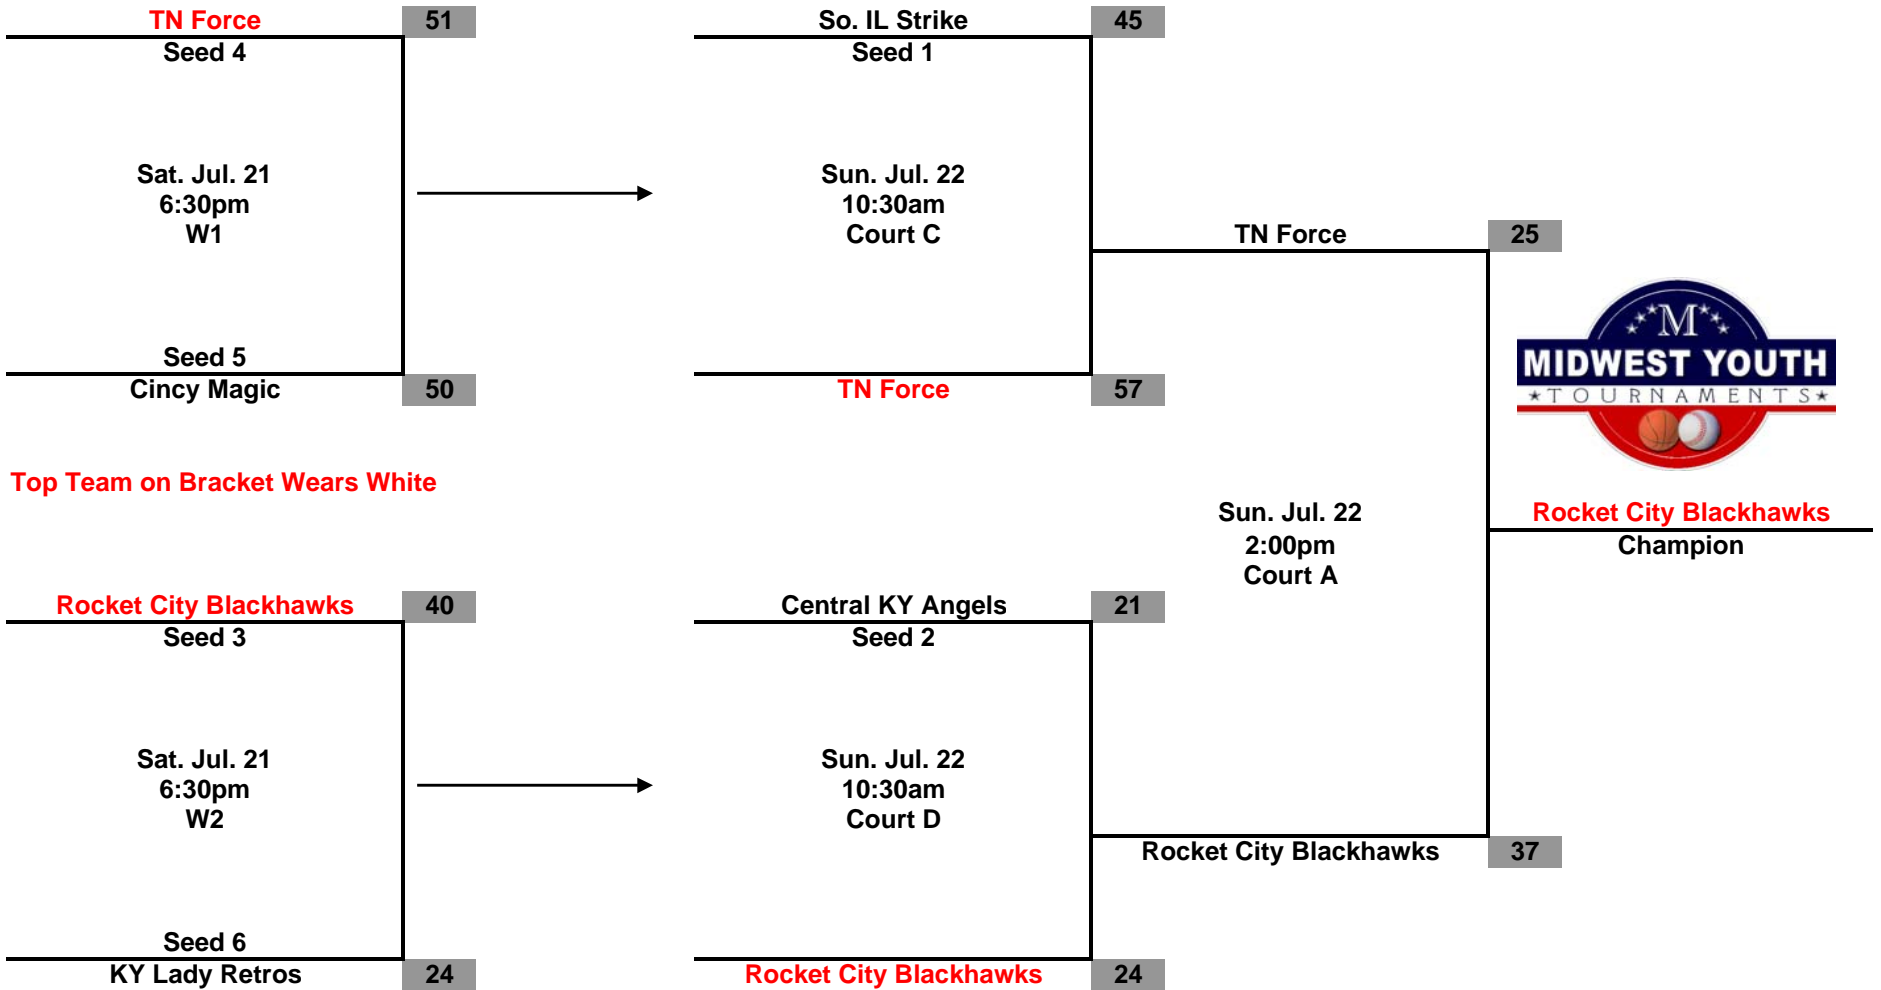 TN Force 51
Seed 4
Sat. Jul. 21
6:30pm
W1
Seed 5
Cincy Magic 50
So. IL Strike 45
Seed 1
Sun. Jul. 22
10:30am
Court C
TN Force 57
TN Force 25
M
MIDWEST YOUTH
TOURNAMENTS
Top Team on Bracket Wears White
Sun. Jul. 22
2:00pm
Court A
Rocket City Blackhawks
Champion
Rocket City Blackhawks 40
Seed 3
Sat. Jul. 21
6:30pm
W2
Seed 6
KY Lady Retros 24
Central KY Angels 21
Seed 2
Sun. Jul. 22
10:30am
Court D
Rocket City Blackhawks 24
Rocket City Blackhawks 37